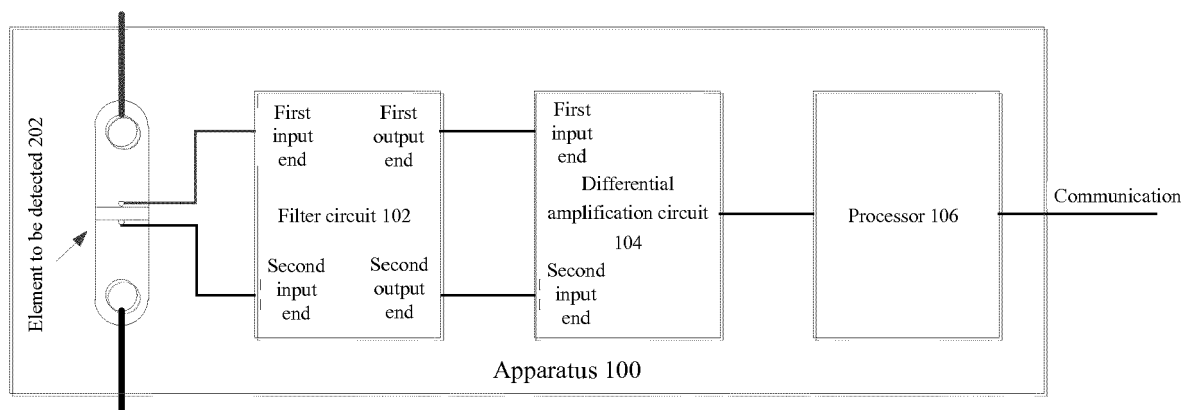 Element to be detected 202
First
input
end
First
output
end
Filter circuit 102
Second
input
end
Second
output
end
First
input
end
Differential
amplification circuit
104
Second
input
end
Processor 106
Communication
Apparatus 100